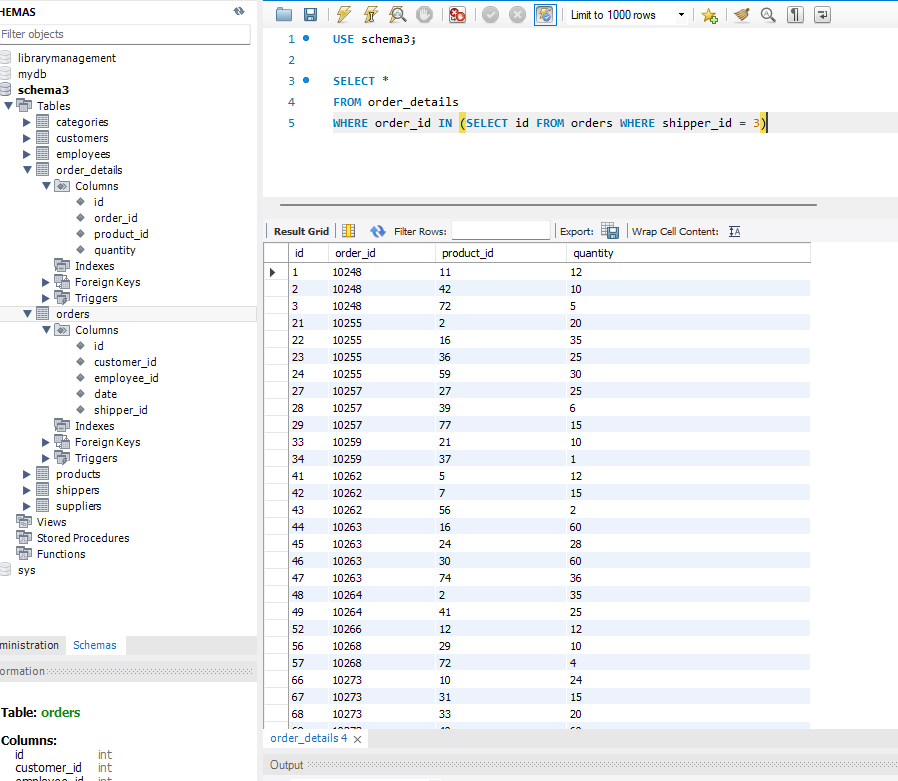 HEMAS
Filter objects
librarymanagement
mydb
schema3
Tables
categories
customers
employees
order_details
Columns
id
order_id
product_id
quantity
Indexes
Foreign Keys
Triggers
orders
Columns
id
customer_id
employee_id
date
shipper_id
Indexes
Foreign Keys
Triggers
products
shippers
suppliers
Views
Stored Procedures
Functions
sys
ministration Schemas
ormation
Table: orders
Columns:
id int
customer_id int
employee_id int
Limit to 1000 rows
1 USE schema3;
2
3 SELECT *
4 FROM order_details
5 WHERE order_id IN (SELECT id FROM orders WHERE shipper_id = 3)
Result Grid Filter Rows: Export: Wrap Cell Content:
id order_id product_id quantity
1 10248 11 12
2 10248 42 10
3 10248 72 5
21 10255 2 20
22 10255 16 35
23 10255 36 25
24 10255 59 30
27 10257 27 25
28 10257 39 6
29 10257 77 15
33 10259 21 10
34 10259 37 1
41 10262 5 12
42 10262 7 15
43 10262 56 2
44 10263 16 60
45 10263 24 28
46 10263 30 60
47 10263 74 36
48 10264 2 35
49 10264 41 25
52 10266 12 12
56 10268 29 10
57 10268 72 4
66 10273 10 24
67 10273 31 15
68 10273 33 20
order_details 4
Output